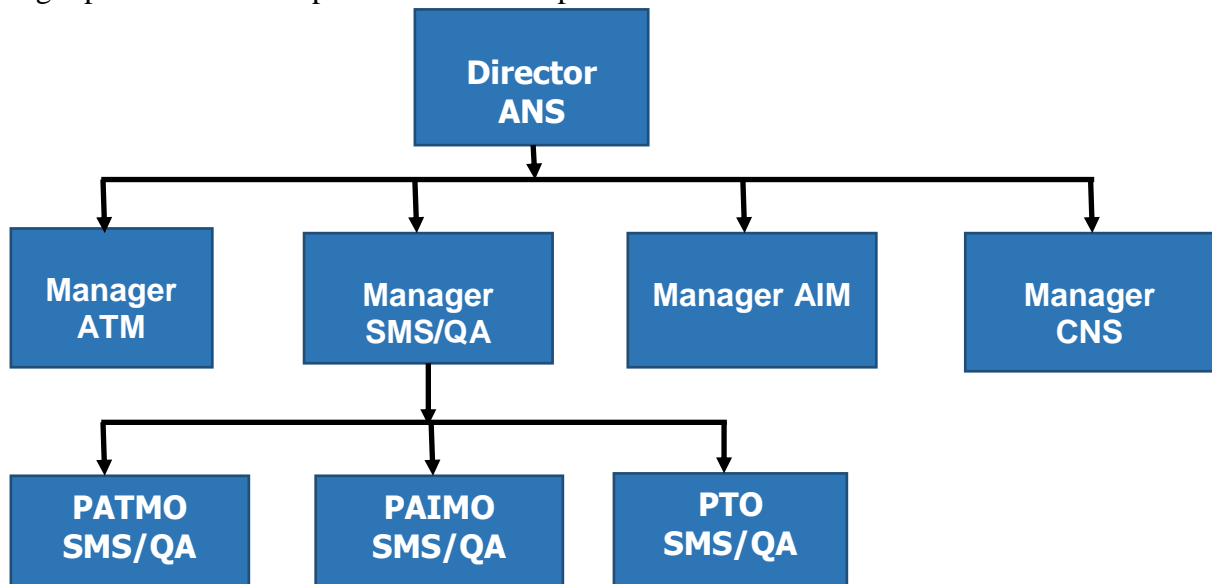 Director
ANS
Manager
ATM
Manager
SMS/QA
Manager AIM
Manager
CNS
PATMO
SMS/QA
PAIMO
SMS/QA
PTO
SMS/QA